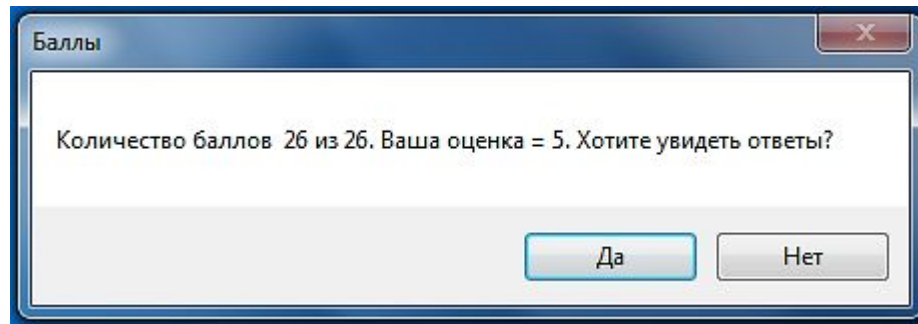 Баллы
Количество баллов  26 из 26. Ваша оценка = 5. Хотите увидеть ответы?
Да
Нет